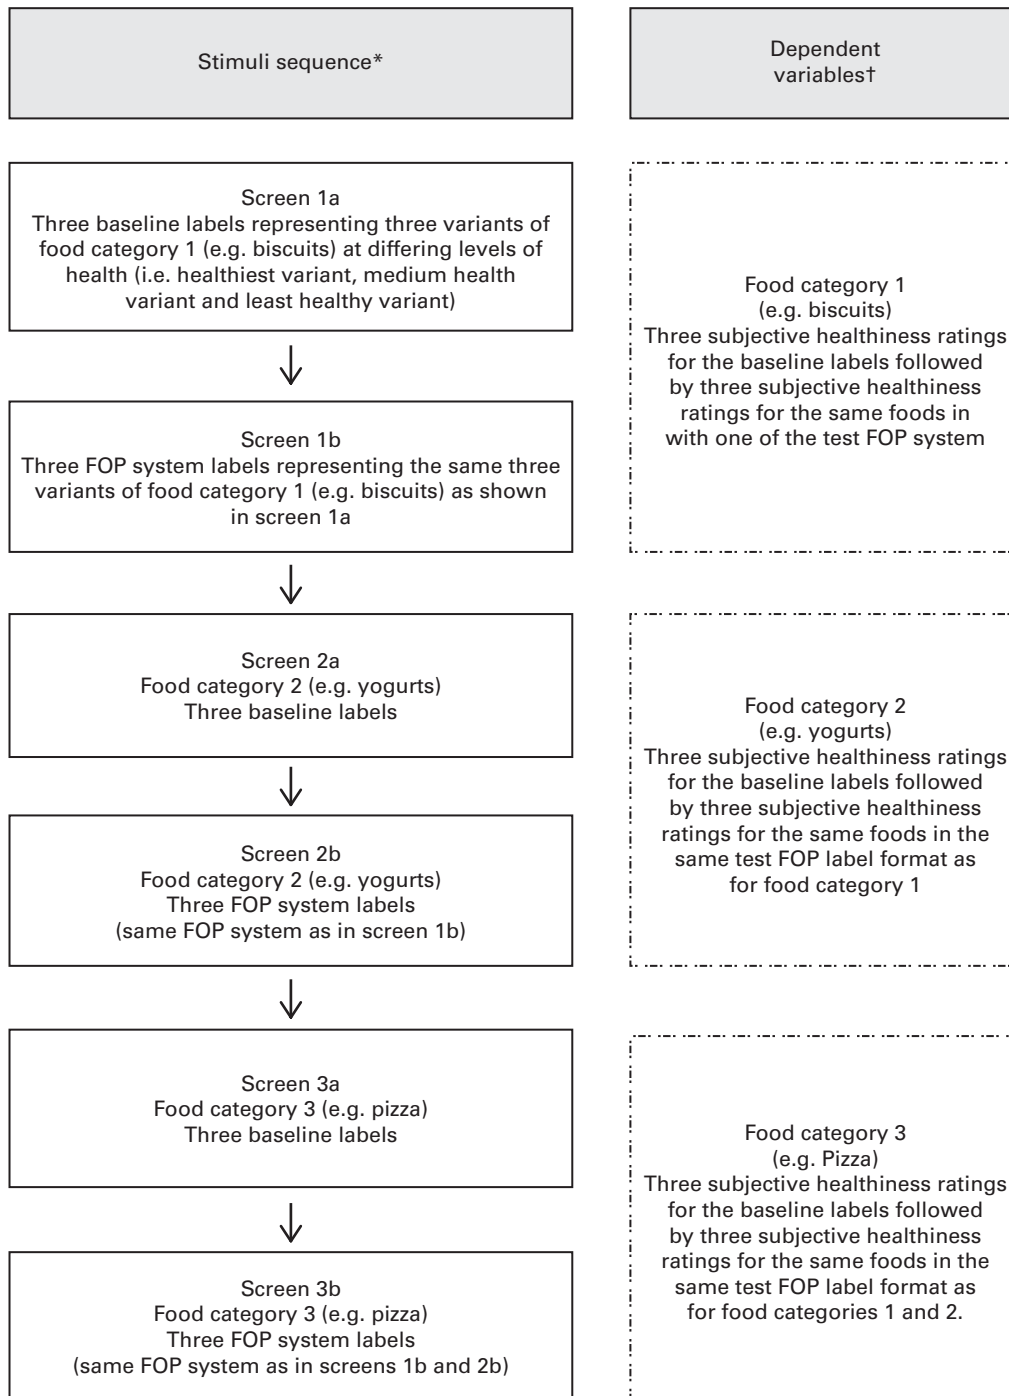 Stimuli sequence*
Dependent
variables†
Screen 1a
Three baseline labels representing three variants of
food category 1 (e.g. biscuits) at differing levels of
health (i.e. healthiest variant, medium health
variant and least healthy variant)
Food category 1
(e.g. biscuits)
Three subjective healthiness ratings
for the baseline labels followed
by three subjective healthiness
ratings for the same foods in
with one of the test FOP system
Screen 1b
Three FOP system labels representing the same three
variants of food category 1 (e.g. biscuits) as shown
in screen 1a
Screen 2a
Food category 2 (e.g. yogurts)
Three baseline labels
Food category 2
(e.g. yogurts)
Three subjective healthiness ratings
for the baseline labels followed
by three subjective healthiness
ratings for the same foods in the
same test FOP label format as
for food category 1
Screen 2b
Food category 2 (e.g. yogurts)
Three FOP system labels
(same FOP system as in screen 1b)
Screen 3a
Food category 3 (e.g. pizza)
Three baseline labels
Food category 3
(e.g. Pizza)
Three subjective healthiness ratings
for the baseline labels followed
by three subjective healthiness
ratings for the same foods in the
same test FOP label format as
for food categories 1 and 2.
Screen 3b
Food category 3 (e.g. pizza)
Three FOP system labels
(same FOP system as in screens 1b and 2b)